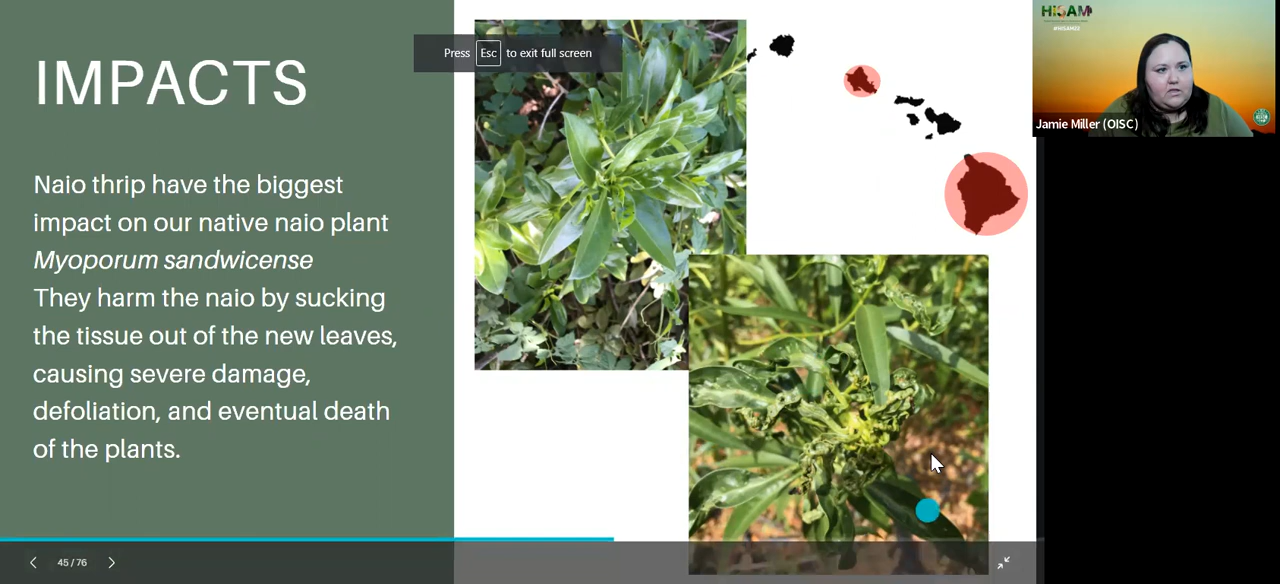 IMPACTS
Naio thrip have the biggest
impact on our native naio plant
Myoporum sandwicense
They harm the naio by sucking
the tissue out of the new leaves,
causing severe damage,
defoliation, and eventual death
of the plants.
Press Esc to exit full screen
HISAM
#HISAM22
Jamie Miller (OISC)
45 / 76